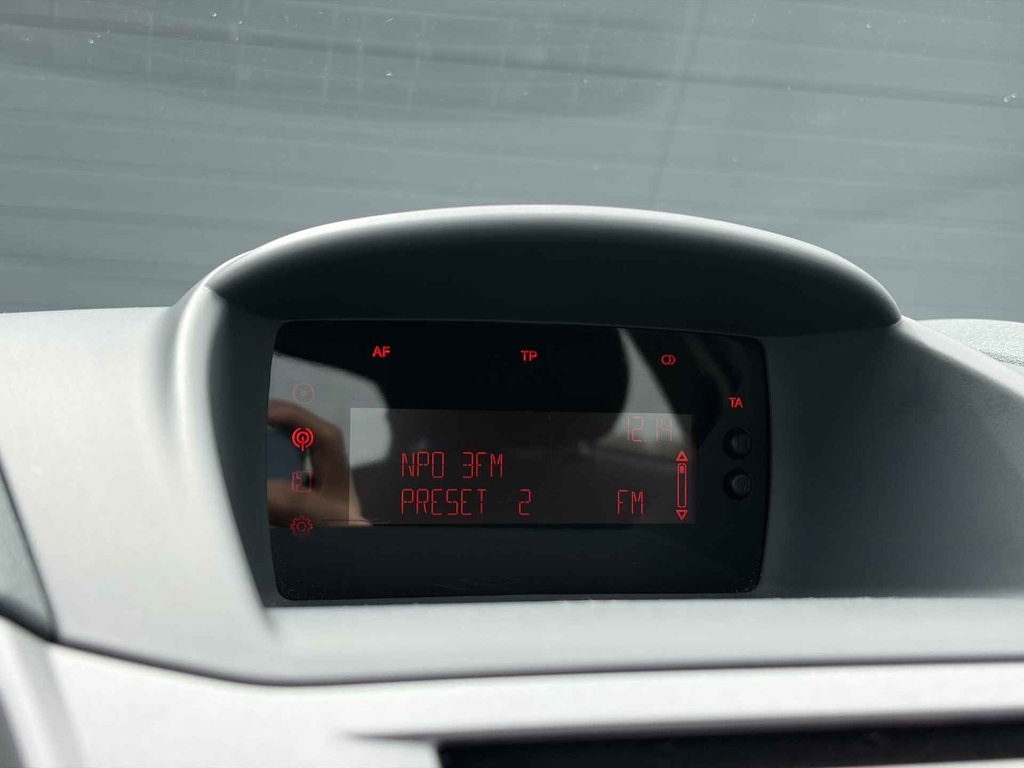 AF TP
TA
12 14
NPO 3FM
PRESET 2 FM